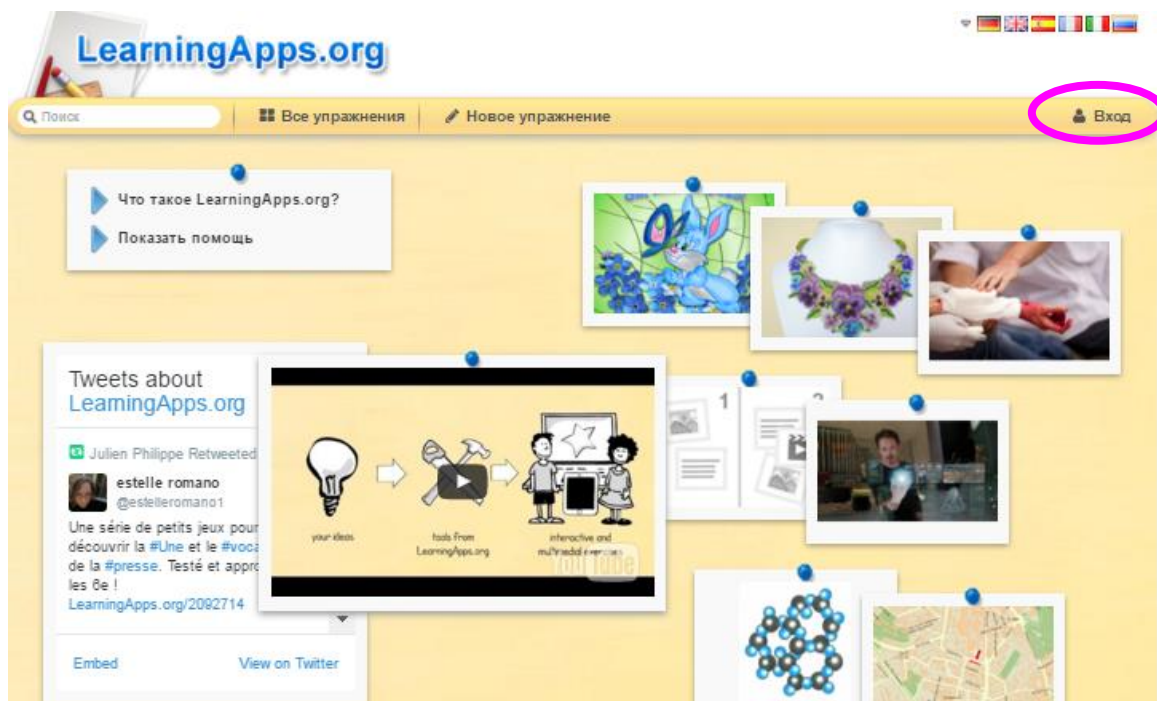 LearningApps.org
Поиск
Все упражнения
Новое упражнение
Вход
Что такое LearningApps.org?
Показать помощь
Tweets about
LearningApps.org
Julien Philippe Retweeted
estelle romano
@estelleromano1
Une série de petits jeux pour
découvrir la #Une et le #voca
de la #presse. Testé et appro
les 6e !
LearningApps.org/2092714
Embed
View on Twitter
your ideas
tools from
LearningApps.org
interactive and
multimedial exercises
YouTube
1
2